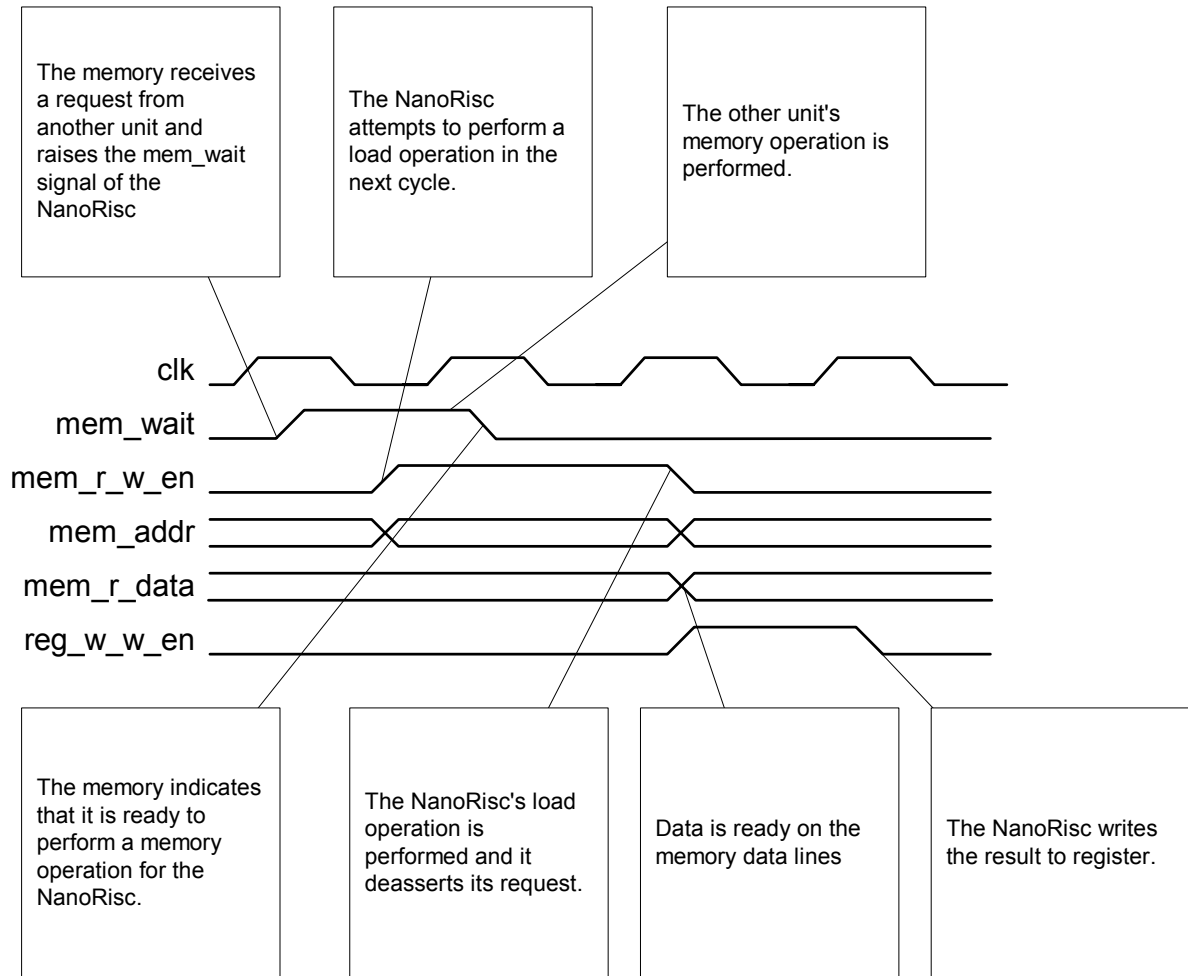 The memory receives
a request from
another unit and
raises the mem_wait
signal of the
NanoRisc
The NanoRisc
attempts to perform a
load operation in the
next cycle.
The other unit's
memory operation is
performed.
clk
mem_wait
mem_r_w_en
mem_addr
mem_r_data
reg_w_w_en
The memory indicates
that it is ready to
perform a memory
operation for the
NanoRisc.
The NanoRisc's load
operation is
performed and it
deasserts its request.
Data is ready on the
memory data lines
The NanoRisc writes
the result to register.